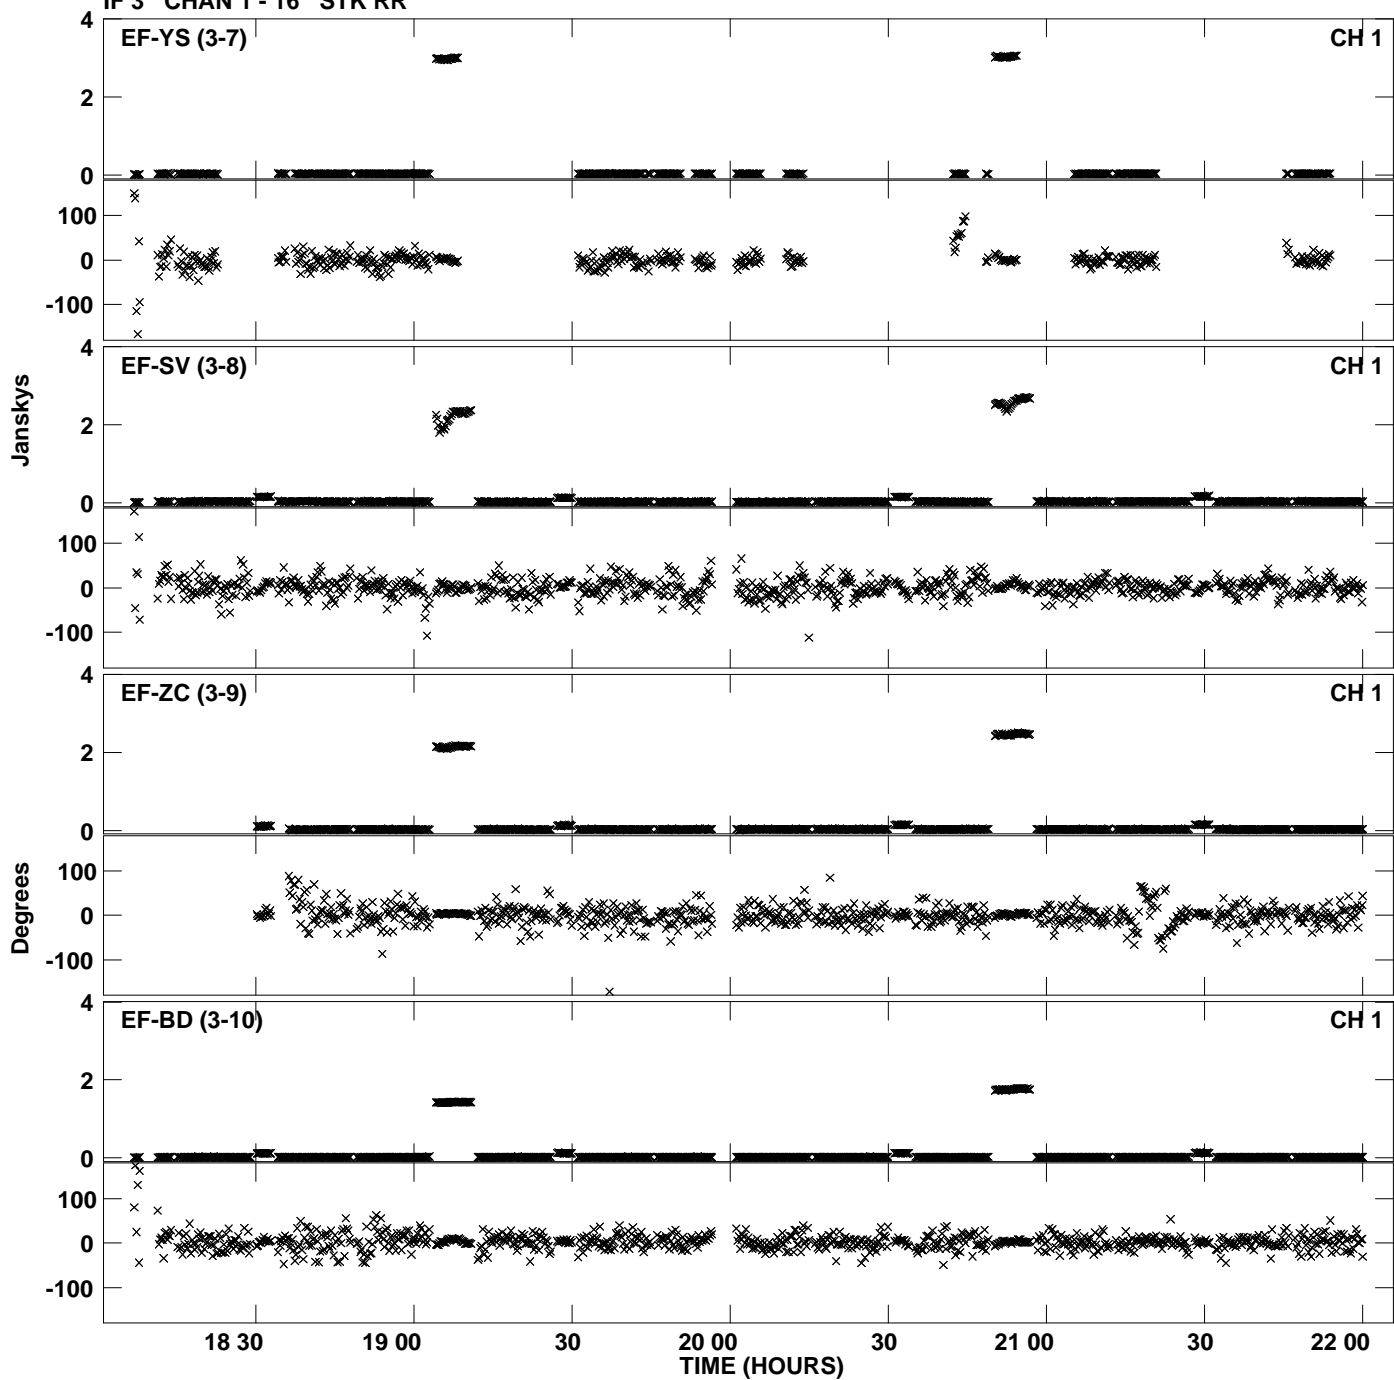 IF 3 CHAN 1 - 16 STK RR
4
EF-YS (3-7)
CH 1
2
0
100
0
-100
4
EF-SV (3-8)
CH 1
2
0
100
0
-100
4
EF-ZC (3-9)
CH 1
2
0
100
0
-100
4
EF-BD (3-10)
CH 1
2
0
100
0
-100
Janskys
Degrees
18 30
19 00
30
20 00
30
21 00
30
22 00
TIME (HOURS)